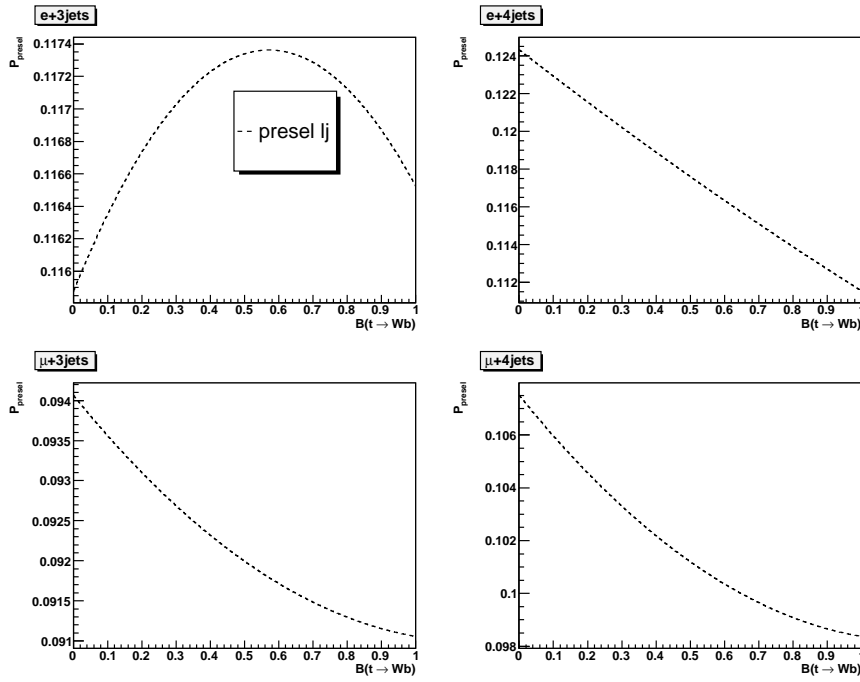 e+3jets
P_presel
0.1174
0.1172
0.117
0.1168
0.1166
0.1164
0.1162
0.116
presel lj
0 0.1 0.2 0.3 0.4 0.5 0.6 0.7 0.8 0.9 1
B(t → Wb)
e+4jets
P_presel
0.124
0.122
0.12
0.118
0.116
0.114
0.112
0 0.1 0.2 0.3 0.4 0.5 0.6 0.7 0.8 0.9 1
B(t → Wb)
μ+3jets
P_presel
0.094
0.0935
0.093
0.0925
0.092
0.0915
0.091
0 0.1 0.2 0.3 0.4 0.5 0.6 0.7 0.8 0.9 1
B(t → Wb)
μ+4jets
P_presel
0.106
0.104
0.102
0.1
0.098
0 0.1 0.2 0.3 0.4 0.5 0.6 0.7 0.8 0.9 1
B(t → Wb)